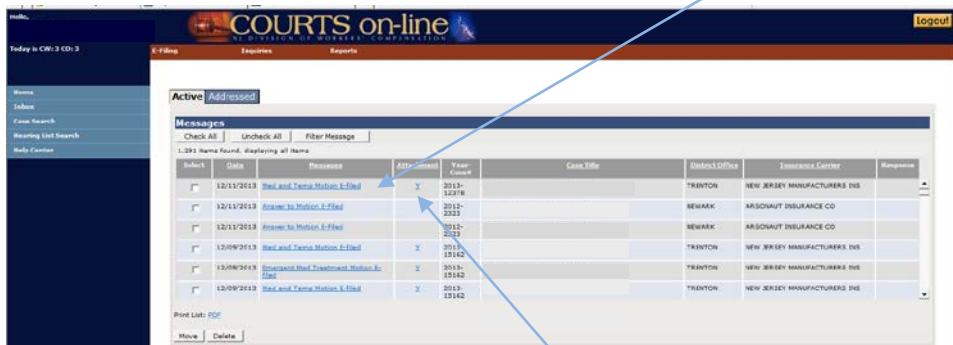 Hello,
COURTS on-line
NJ DIVISION OF WORKERS' COMPENSATION
Logout
Today is CW: 3 CD: 3
E-Filing Inquiries Reports
Home
Inbox
Case Search
Hearing List Search
Help Center
Active Addressed
Messages
Check All Uncheck All Filter Message
1,291 items found, displaying all items
Select Date Messages Attachment Year-Case# Case Title District Office Insurance Carrier Response
12/11/2013 Med and Temp Motion E-filed Y 2013-12378 TRENTON NEW JERSEY MANUFACTURERS INS
12/11/2013 Answer to Motion E-Filed 2012-2323 NEWARK ARGONAUT INSURANCE CO
12/11/2013 Answer to Motion E-Filed 2012-2323 NEWARK ARGONAUT INSURANCE CO
12/09/2013 Med and Temp Motion E-filed Y 2013-15162 TRENTON NEW JERSEY MANUFACTURERS INS
12/09/2013 Emergent Med Treatment Motion E-filed Y 2013-15162 TRENTON NEW JERSEY MANUFACTURERS INS
12/09/2013 Med and Temp Motion E-filed Y 2013-15162 TRENTON NEW JERSEY MANUFACTURERS INS
Print List: PDF
Move Delete